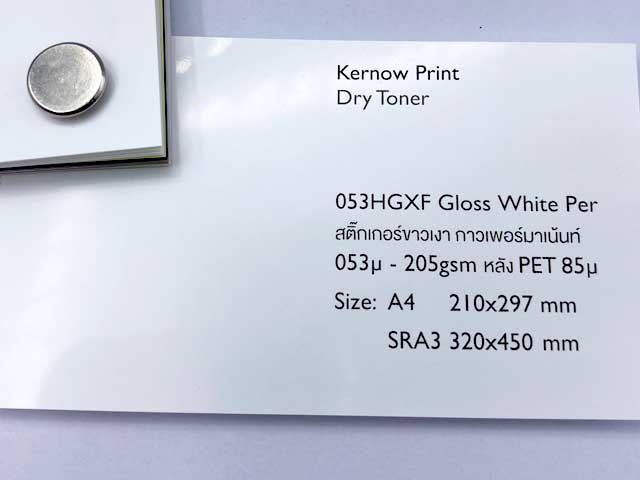 Kernow Print
Dry Toner
053HGXF Gloss White Per
สติ๊กเกอร์ขาวเงา กาวเพอร์มาเน้นท์
053µ - 205gsm หลัง PET 85µ
Size: A4 210x297 mm
SRA3 320x450 mm